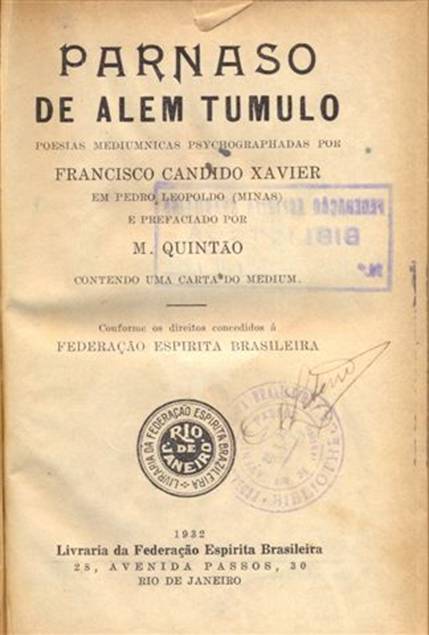 PARNASO
DE ALEM TUMULO
POESIAS MEDIUMNICAS PSYCHOGRAPHADAS POR
FRANCISCO CANDIDO XAVIER
EM PEDRO LEOPOLDO (MINAS)
E PREFACIADO POR
M. QUINTÃO
CONTENDO UMA CARTA DO MEDIUM.
Conforme os direitos concedidos á
FEDERAÇÃO ESPIRITA BRASILEIRA
LIVRARIA DA FEDERAÇÃO ESPIRITA BRAZILEIRA
RIO
DE
JANEIRO
1932
Livraria da Federação Espirita Brasileira
28, AVENIDA PASSOS, 30
RIO DE JANEIRO